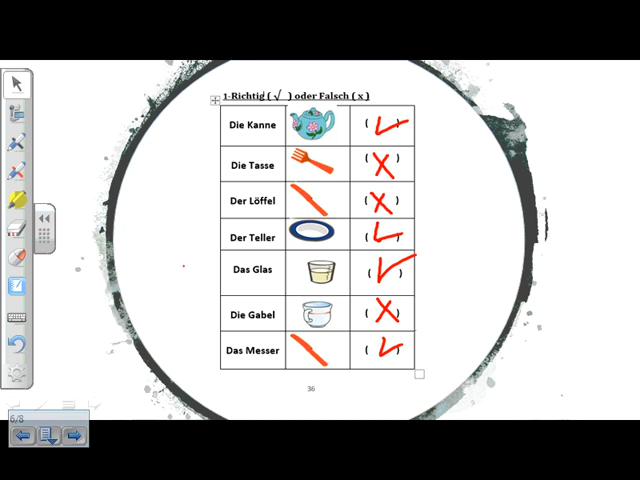 1-Richtig ( √ ) oder Falsch ( x )
Die Kanne ( ✓ )
Die Tasse ( X )
Der Löffel ( X )
Der Teller ( ✓ )
Das Glas ( ✓ )
Die Gabel ( X )
Das Messer ( ✓ )
36
6/8